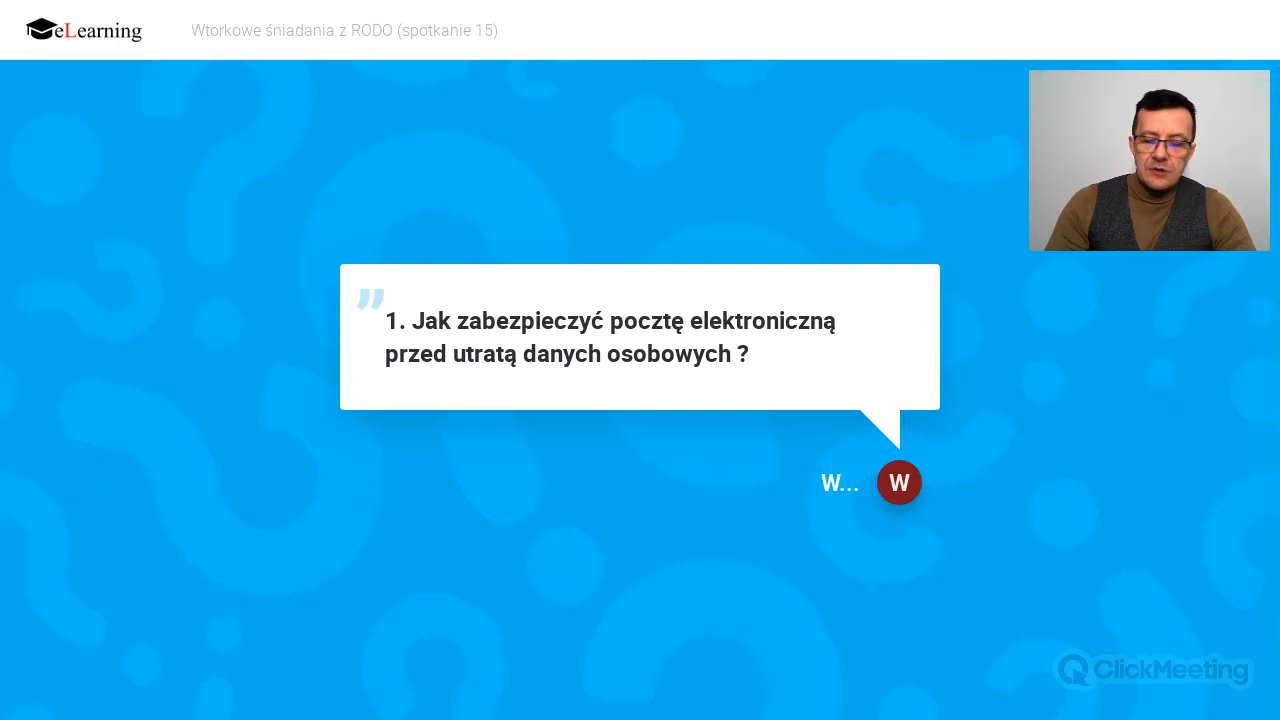 eLearning
Wtorkowe śniadania z RODO (spotkanie 15)
1. Jak zabezpieczyć pocztę elektroniczną
przed utratą danych osobowych ?
W... W
ClickMeeting